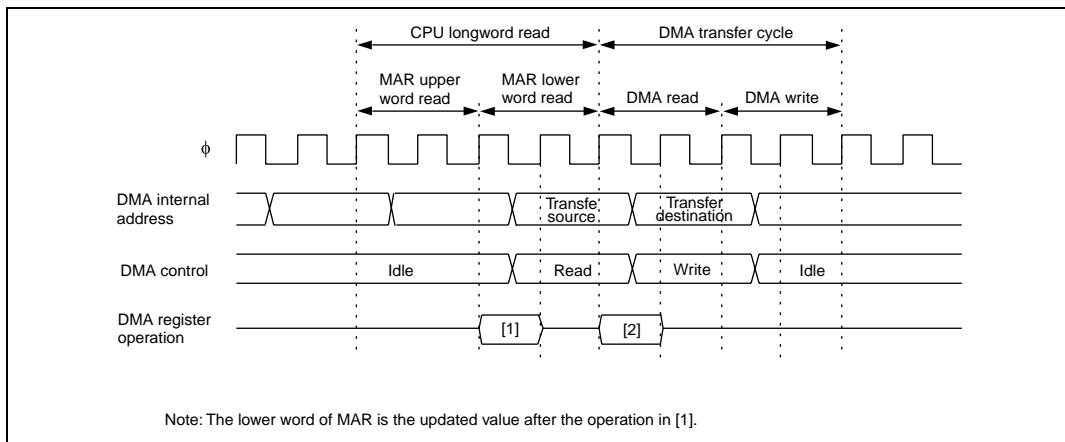 CPU longword read DMA transfer cycle
MAR upper word read
MAR lower word read
DMA read DMA write
φ
DMA internal address
Transfe source
Transfer destination
DMA control Idle Read Write Idle
DMA register operation
[1] [2]
Note: The lower word of MAR is the updated value after the operation in [1].